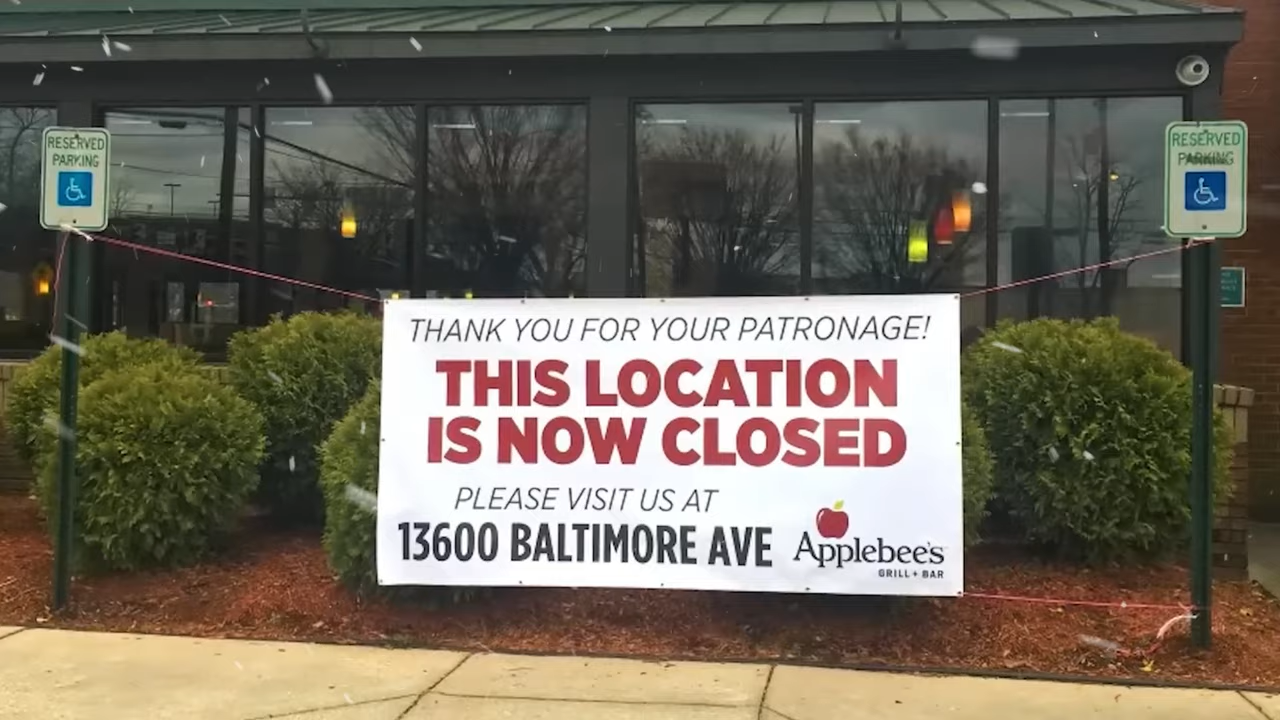 RESERVED
PARKING
RESERVED
PARKING
THANK YOU FOR YOUR PATRONAGE!
THIS LOCATION
IS NOW CLOSED
PLEASE VISIT US AT
13600 BALTIMORE AVE
Applebee's
GRILL + BAR